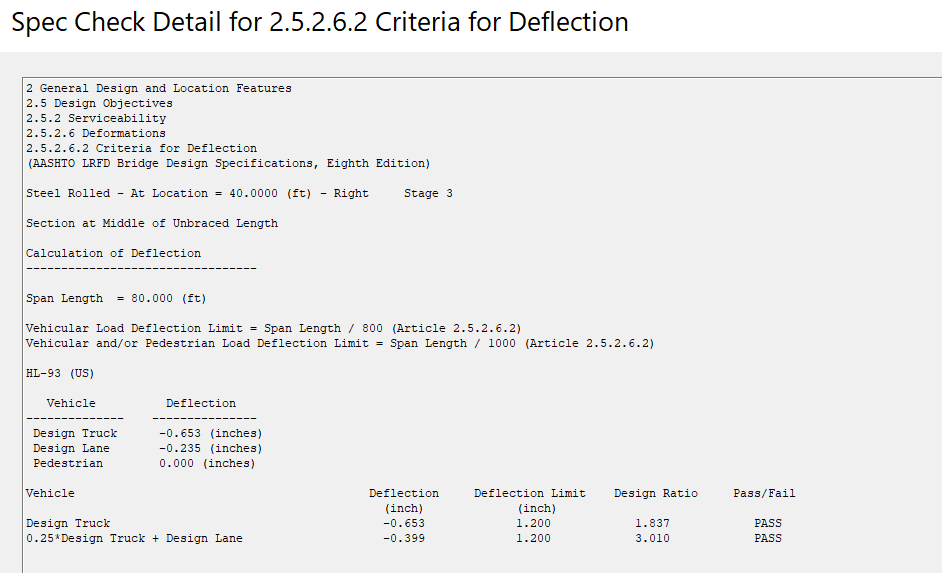 Spec Check Detail for 2.5.2.6.2 Criteria for Deflection
2 General Design and Location Features
2.5 Design Objectives
2.5.2 Serviceability
2.5.2.6 Deformations
2.5.2.6.2 Criteria for Deflection
(AASHTO LRFD Bridge Design Specifications, Eighth Edition)
Steel Rolled - At Location = 40.0000 (ft) - Right     Stage 3
Section at Middle of Unbraced Length
Calculation of Deflection
---------------------------------
Span Length  = 80.000 (ft)
Vehicular Load Deflection Limit = Span Length / 800 (Article 2.5.2.6.2)
Vehicular and/or Pedestrian Load Deflection Limit = Span Length / 1000 (Article 2.5.2.6.2)
HL-93 (US)
   Vehicle          Deflection
--------------    ---------------
 Design Truck      -0.653 (inches)
 Design Lane       -0.235 (inches)
 Pedestrian        0.000 (inches)
Vehicle                                          Deflection     Deflection Limit    Design Ratio     Pass/Fail
                                                   (inch)             (inch)
Design Truck                                       -0.653             1.200            1.837            PASS
0.25*Design Truck + Design Lane                    -0.399             1.200            3.010            PASS